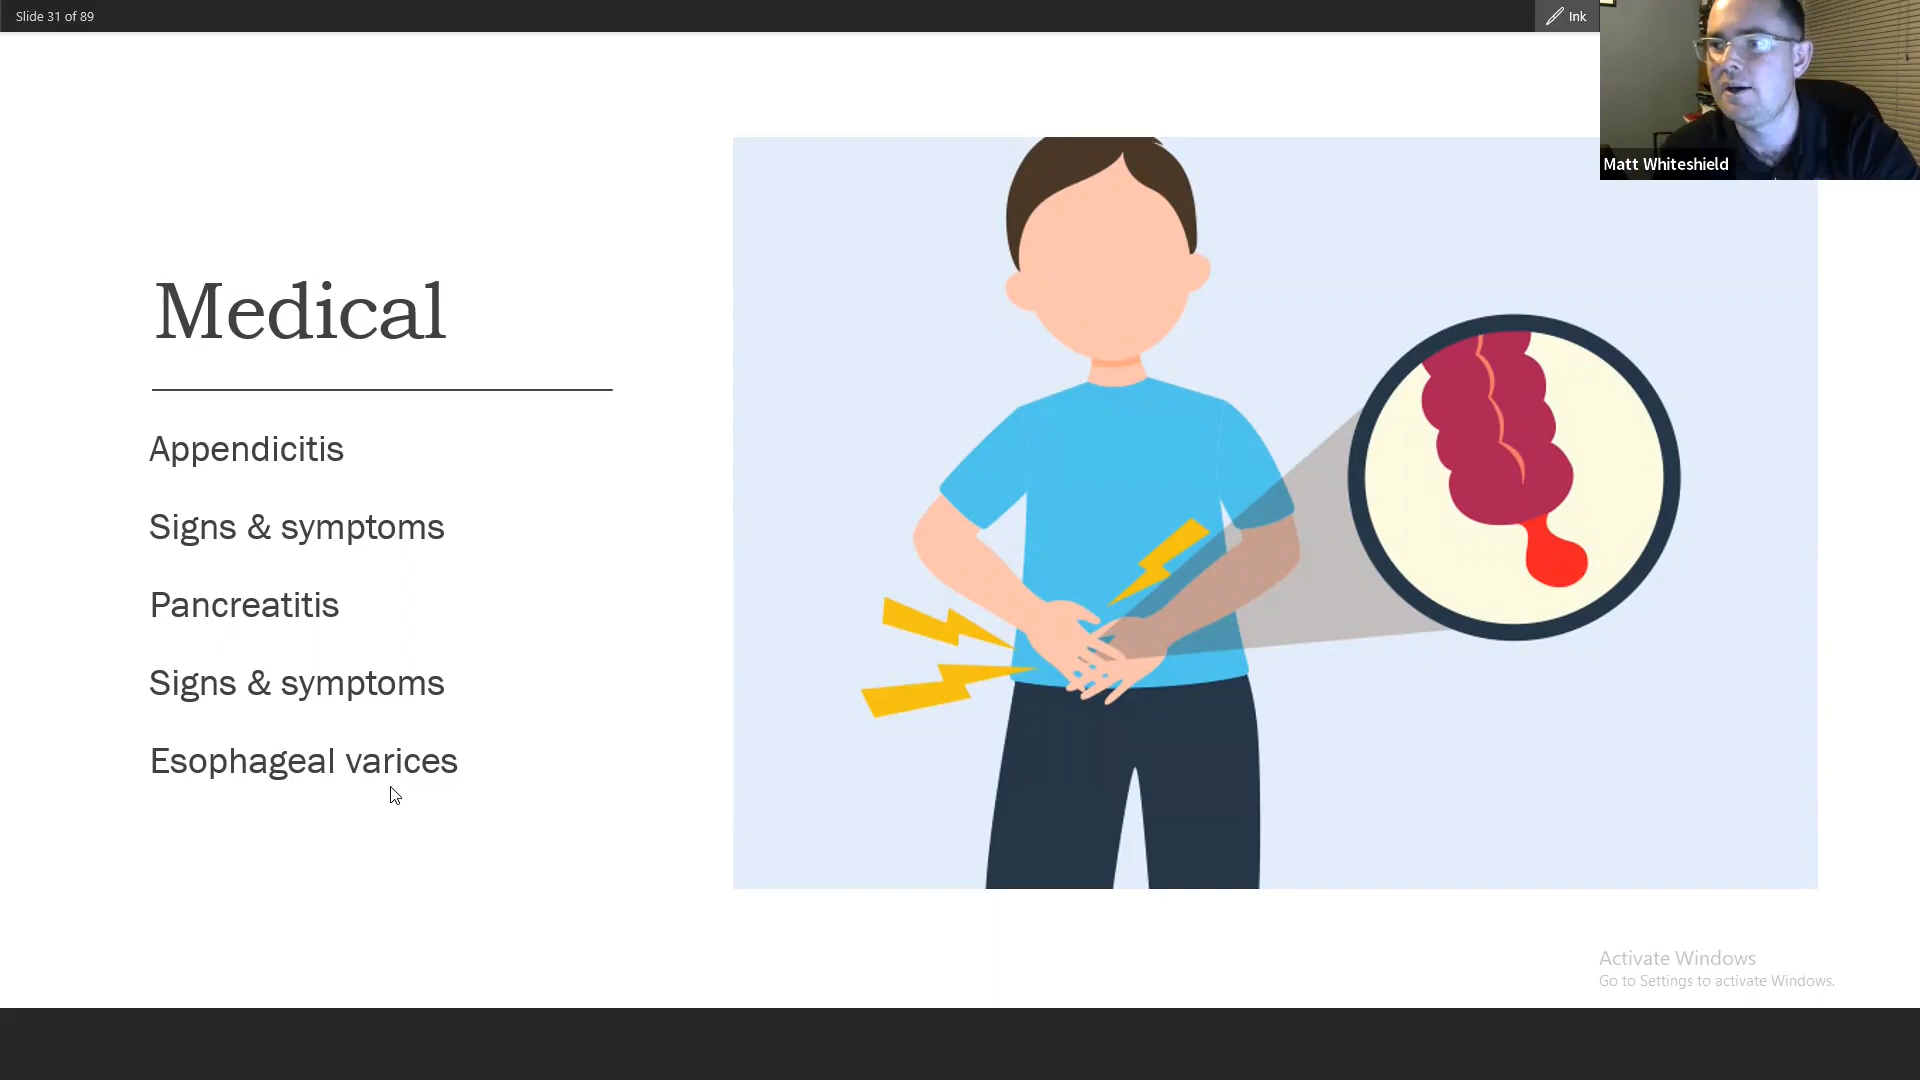 Slide 31 of 89
Ink
Matt Whiteshield
Medical
Appendicitis
Signs & symptoms
Pancreatitis
Signs & symptoms
Esophageal varices
Activate Windows
Go to Settings to activate Windows.